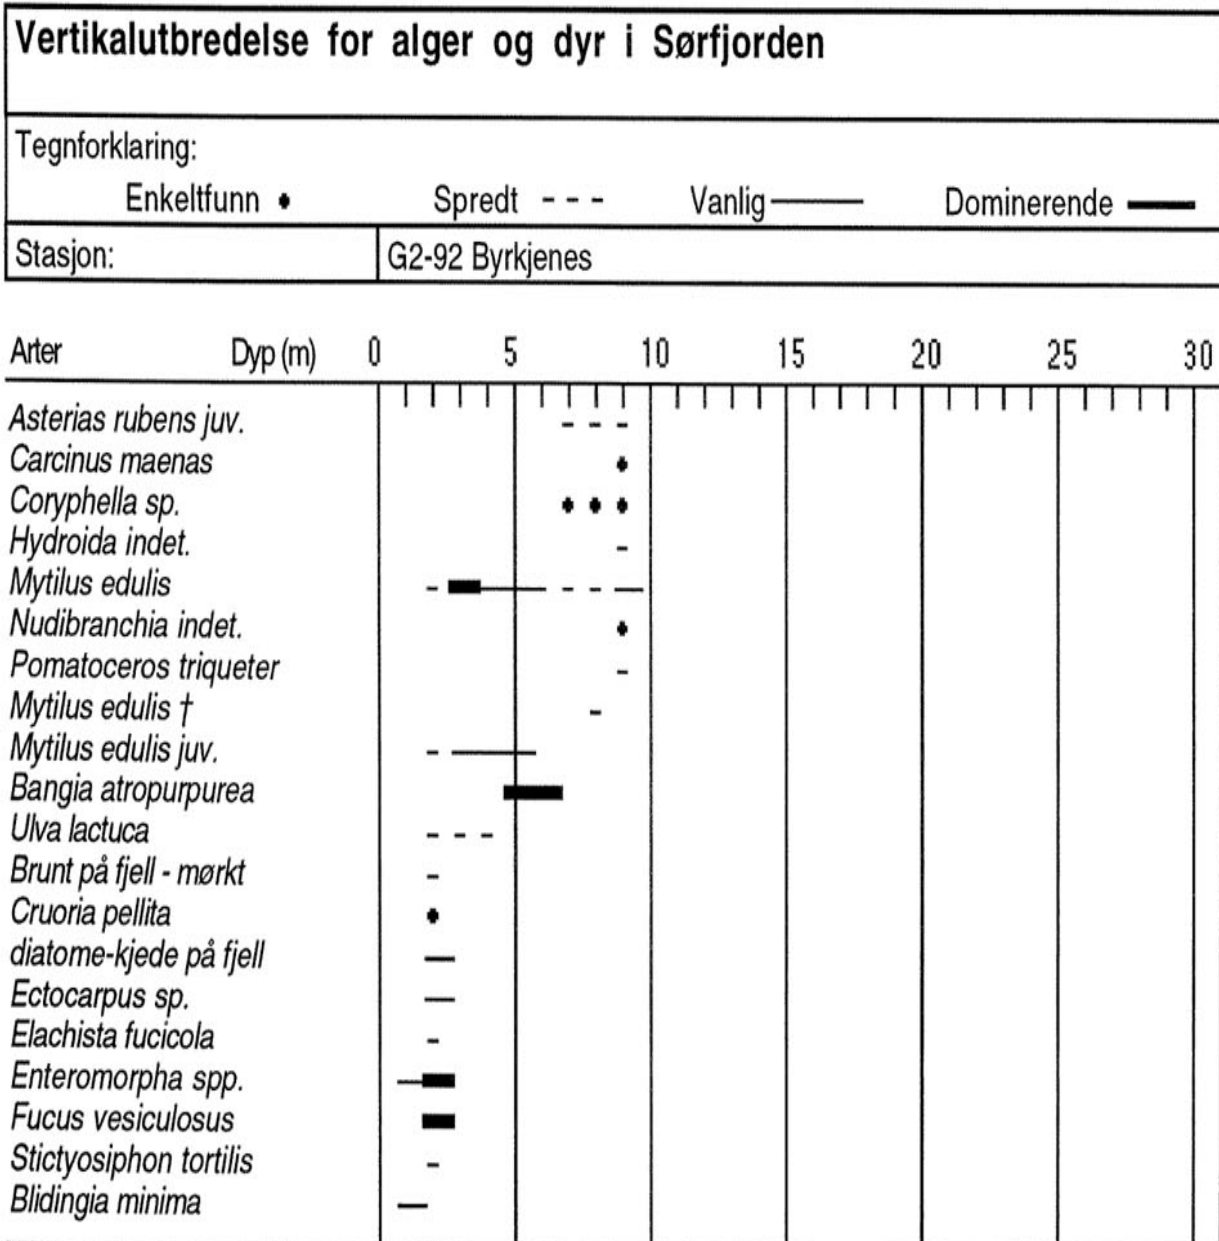 Vertikalutbredelse for alger og dyr i Sørfjorden
Tegnforklaring:
Enkeltfunn Spredt Vanlig Dominerende
Stasjon: G2-92 Byrkjenes
Arter Dyp (m) 0 5 10 15 20 25 30
Asterias rubens juv.
Carcinus maenas
Coryphella sp.
Hydroida indet.
Mytilus edulis
Nudibranchia indet.
Pomatoceros triqueter
Mytilus edulis †
Mytilus edulis juv.
Bangia atropurpurea
Ulva lactuca
Brunt på fjell - mørkt
Cruoria pellita
diatome-kjede på fjell
Ectocarpus sp.
Elachista fucicola
Enteromorpha spp.
Fucus vesiculosus
Stictyosiphon tortilis
Blidingia minima